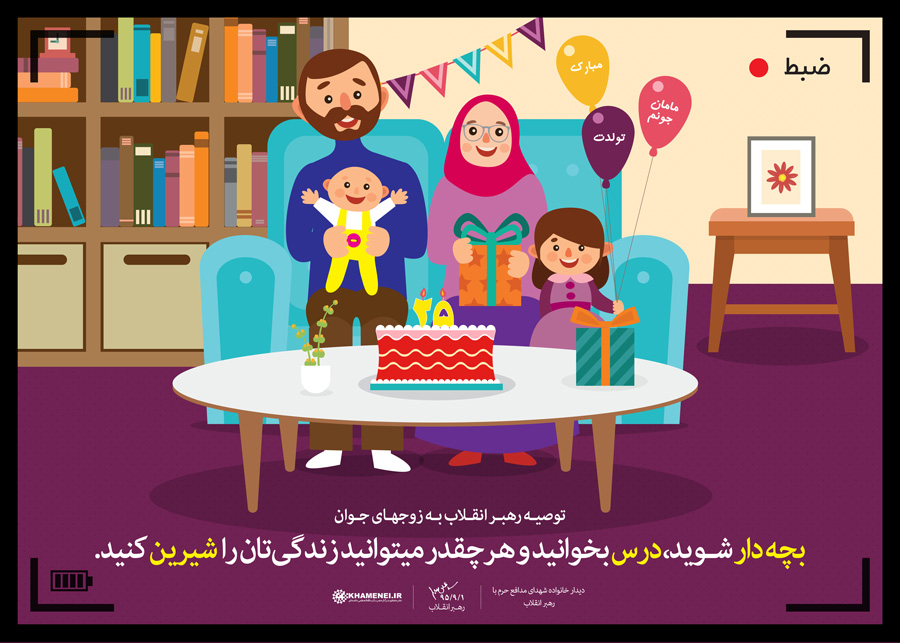 ضبط
مبارک
مامان
جونم
تولدت
۲۵
توصیه رهبر انقلاب به زوجهای جوان
بچه دار شوید، درس بخوانید و هر چقدر میتوانید زندگی تان را شیرین کنید.
دیدار خانواده شهدای مدافع حرم با
رهبر انقلاب
۹۵/۹/۱
رهبر انقلاب
KHAMENEI.IR